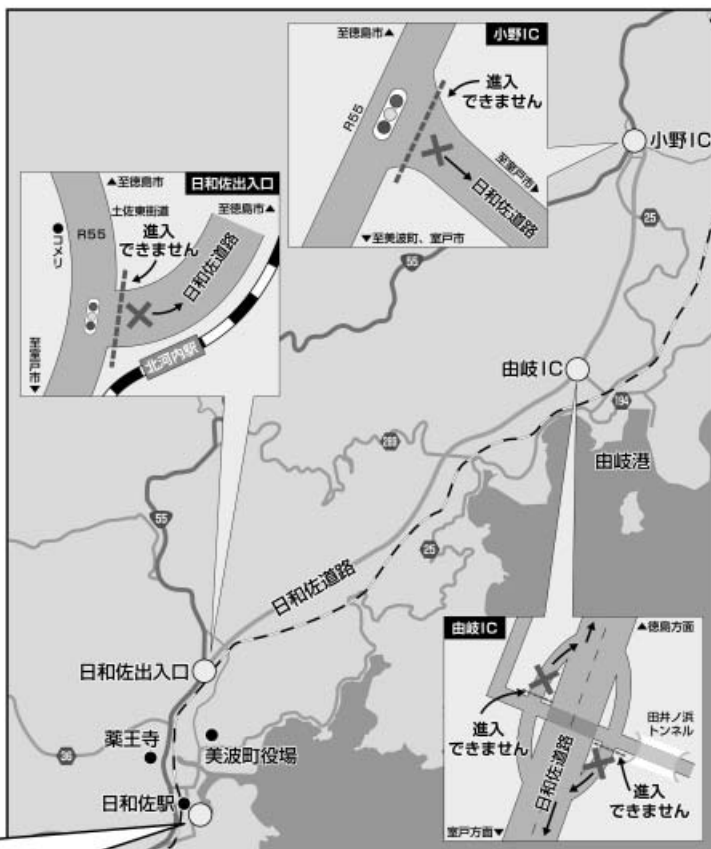 至徳島市▲
小野IC
進入
できません
R55
至室戸市▶
日和佐道路
▼至美波町、室戸市
小野IC
25
55
▲至徳島市
日和佐出入口
土佐東街道
至徳島市▲
コメリ
R55
進入
できません
日和佐道路
北河内駅
至室戸市▼
由岐IC
194
289
由岐港
55
25
日和佐道路
日和佐出入口
薬王寺
美波町役場
36
日和佐駅
由岐IC
▲徳島方面
進入
できません
田井ノ浜
トンネル
日和佐道路
進入
できません
室戸方面▼